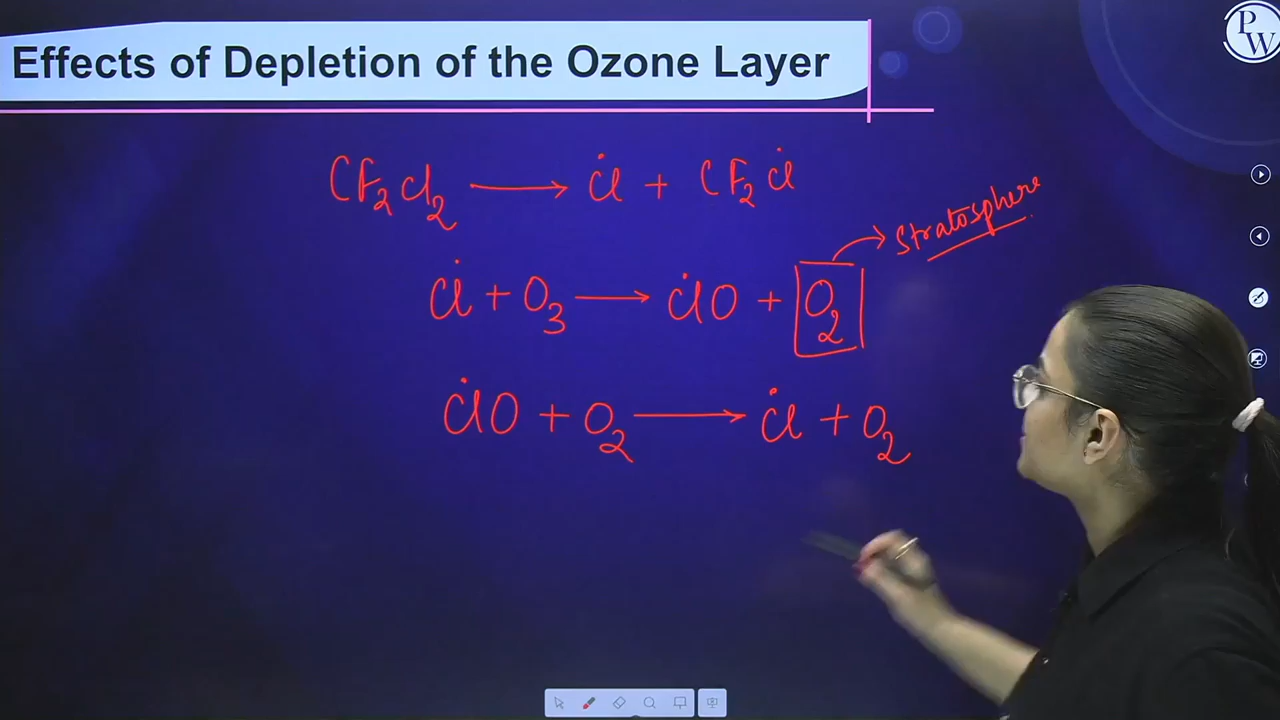 Effects of Depletion of the Ozone Layer
PW
CF₂Cl₂ ⟶ Ċl + CF₂Ċl
Stratosphere
Ċl + O₃ ⟶ ĊlO + O₂
ĊlO + O₂ ⟶ Ċl + O₂